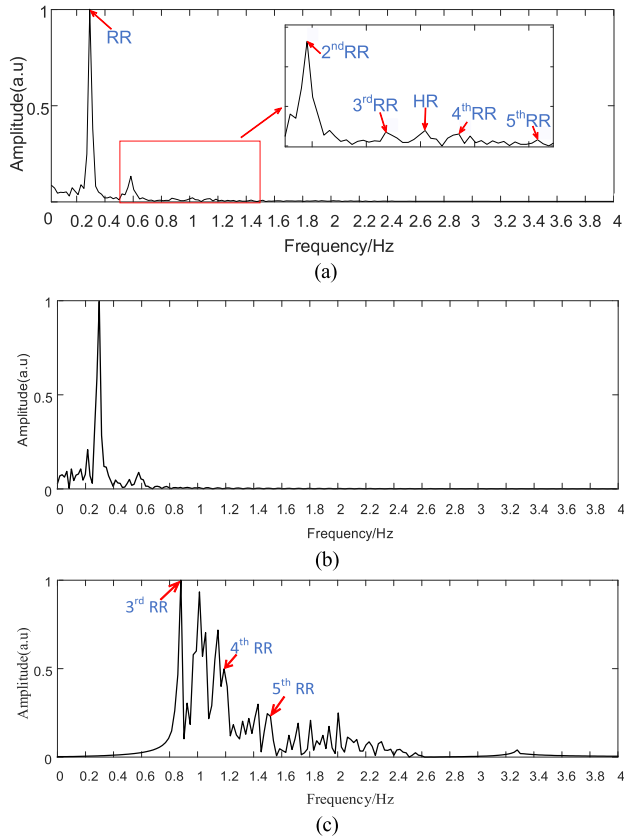 1
RR
2ndRR
3rdRR HR 4thRR 5thRR
Amplitude(a.u)
0.5
0 0.2 0.4 0.6 0.8 1 1.2 1.4 1.6 1.8 2 2.2 2.4 2.6 2.8 3 3.2 3.4 3.6 3.8 4
Frequency/Hz
(a)
1
Amplitude(a.u)
0.5
0
0 0.2 0.4 0.6 0.8 1 1.2 1.4 1.6 1.8 2 2.2 2.4 2.6 2.8 3 3.2 3.4 3.6 3.8 4
Frequency/Hz
(b)
1
3rd RR
4th RR
5th RR
Amplitude(a.u)
0.5
0
0 0.2 0.4 0.6 0.8 1 1.2 1.4 1.6 1.8 2 2.2 2.4 2.6 2.8 3 3.2 3.4 3.6 3.8 4
Frequency/Hz
(c)